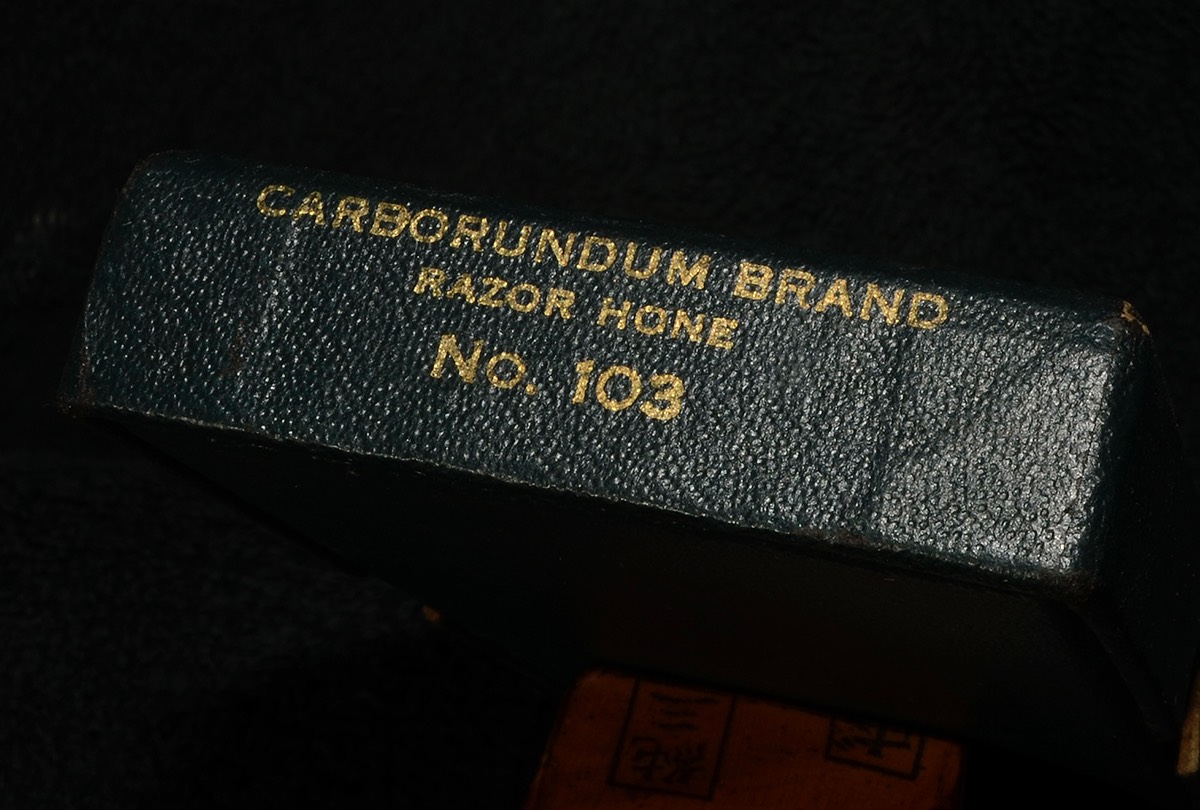 CARBORUNDUM BRAND
RAZOR HONE
No. 103